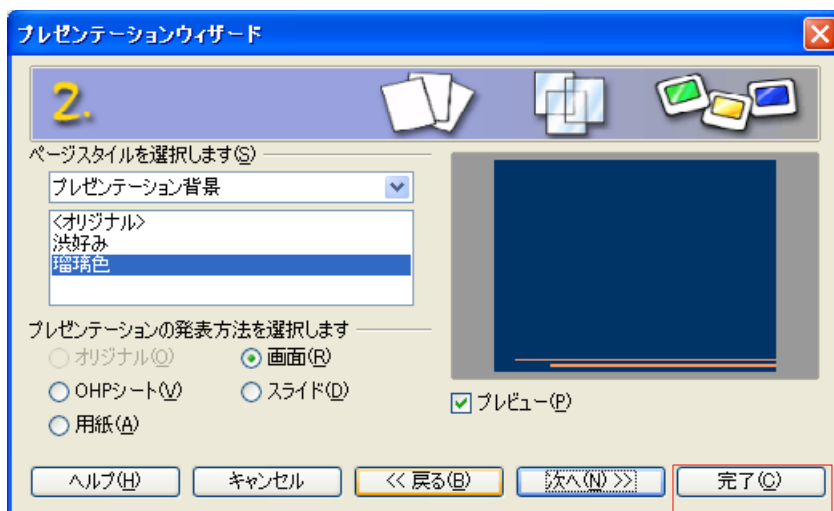 プレゼンテーションウィザード
2.
ページスタイルを選択します(S)
プレゼンテーション背景
<オリジナル>
渋好み
瑠璃色
プレゼンテーションの発表方法を選択します
オリジナル(O) 画面(R)
OHPシート(V) スライド(D)
プレビュー(P)
用紙(A)
ヘルプ(H) キャンセル << 戻る(B) 次へ(N) >> 完了(C)